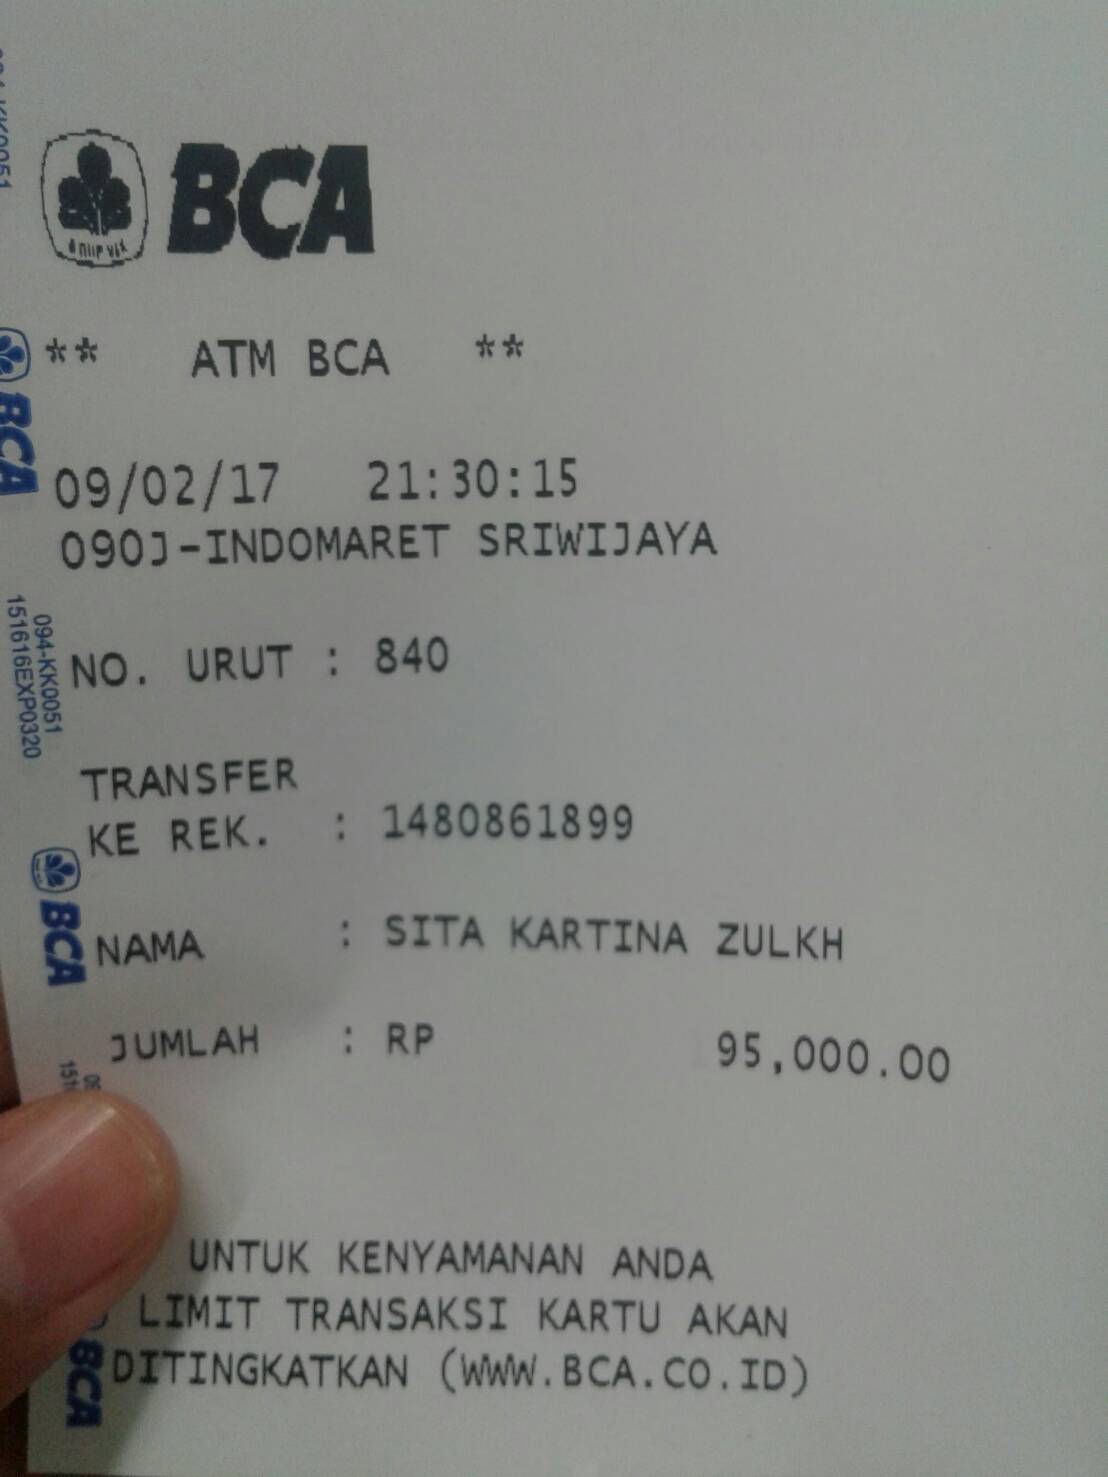 BCA
** ATM BCA **
09/02/17 21:30:15
090J-INDOMARET SRIWIJAYA
NO. URUT : 840
TRANSFER
KE REK. : 1480861899
NAMA : SITA KARTINA ZULKH
JUMLAH : RP 95,000.00
UNTUK KENYAMANAN ANDA
LIMIT TRANSAKSI KARTU AKAN
DITINGKATKAN (WWW.BCA.CO.ID)
BCA
094-KK0051
151616EXP0320
BCA
BCA